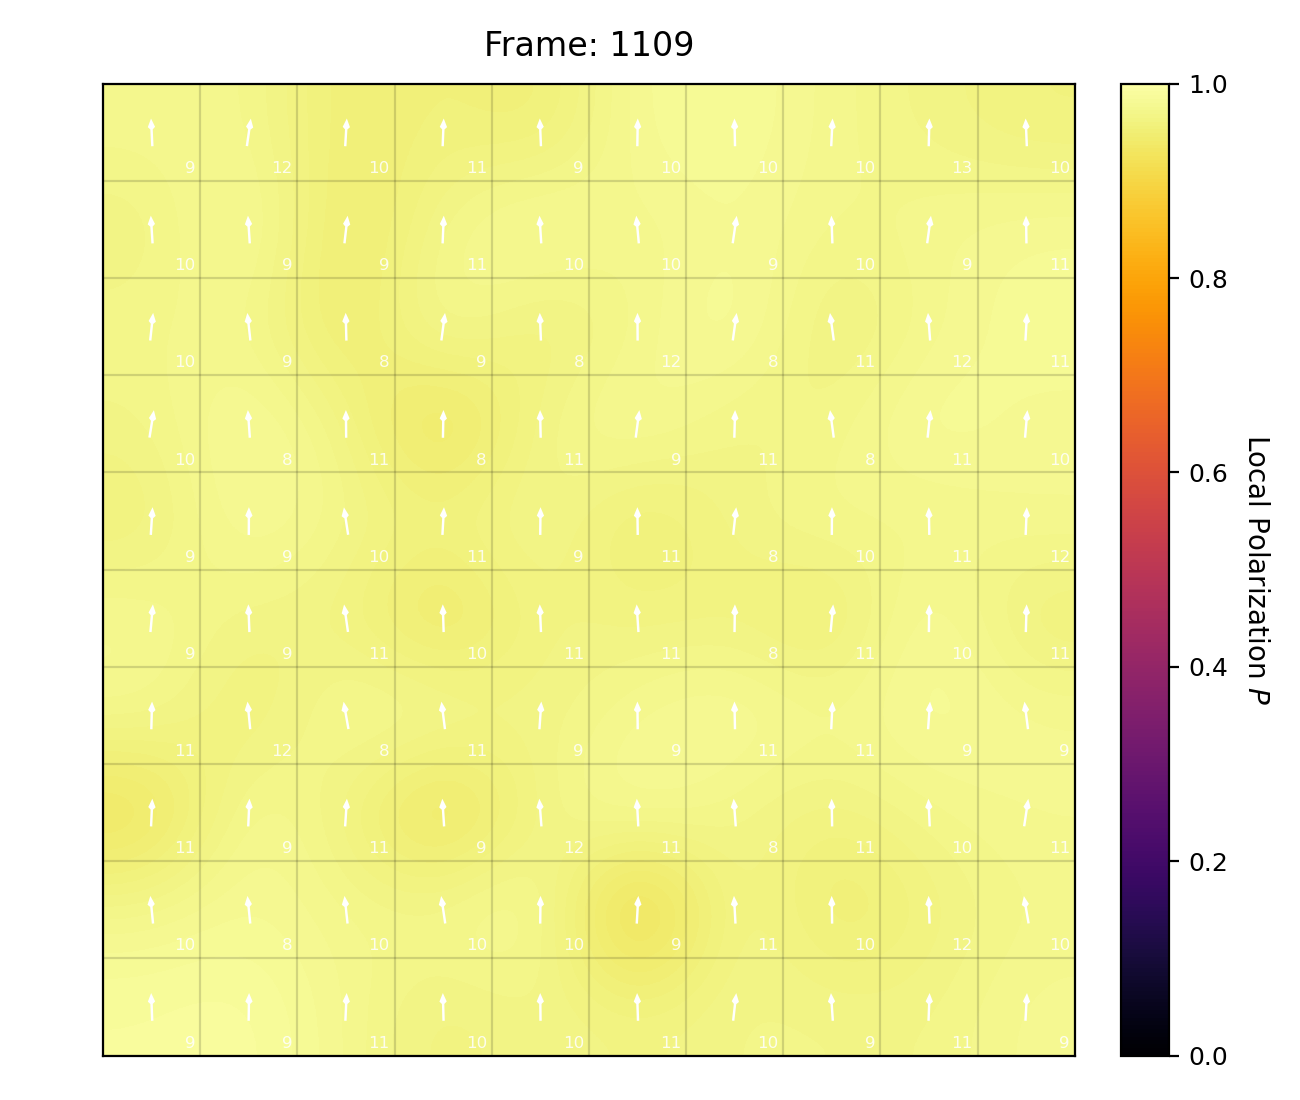 Frame: 1109
9 12 10 11 9 10 10 10 13 10
10 9 9 11 10 10 9 10 9 11
10 9 8 9 8 12 8 11 12 11
10 8 11 8 11 9 11 8 11 10
9 9 10 11 9 11 8 10 11 12
9 9 11 10 11 11 8 11 10 11
11 12 8 11 9 9 11 11 9 9
11 9 11 9 12 11 8 11 10 11
10 8 10 10 10 9 11 10 12 10
9 9 11 10 10 11 10 9 11 9
1.0
0.8
0.6
0.4
0.2
0.0
Local Polarization P